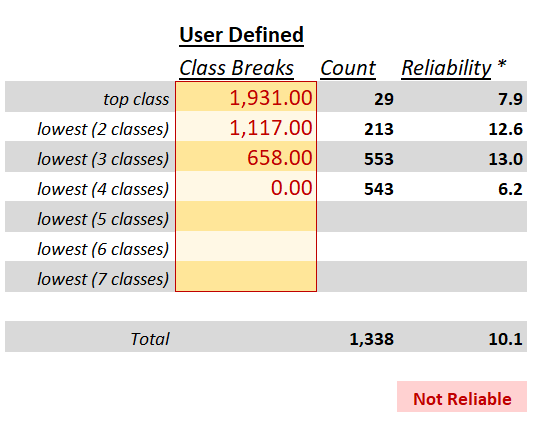 User Defined
Class Breaks Count Reliability *
top class 1,931.00 29 7.9
lowest (2 classes) 1,117.00 213 12.6
lowest (3 classes) 658.00 553 13.0
lowest (4 classes) 0.00 543 6.2
lowest (5 classes)
lowest (6 classes)
lowest (7 classes)
Total 1,338 10.1
Not Reliable